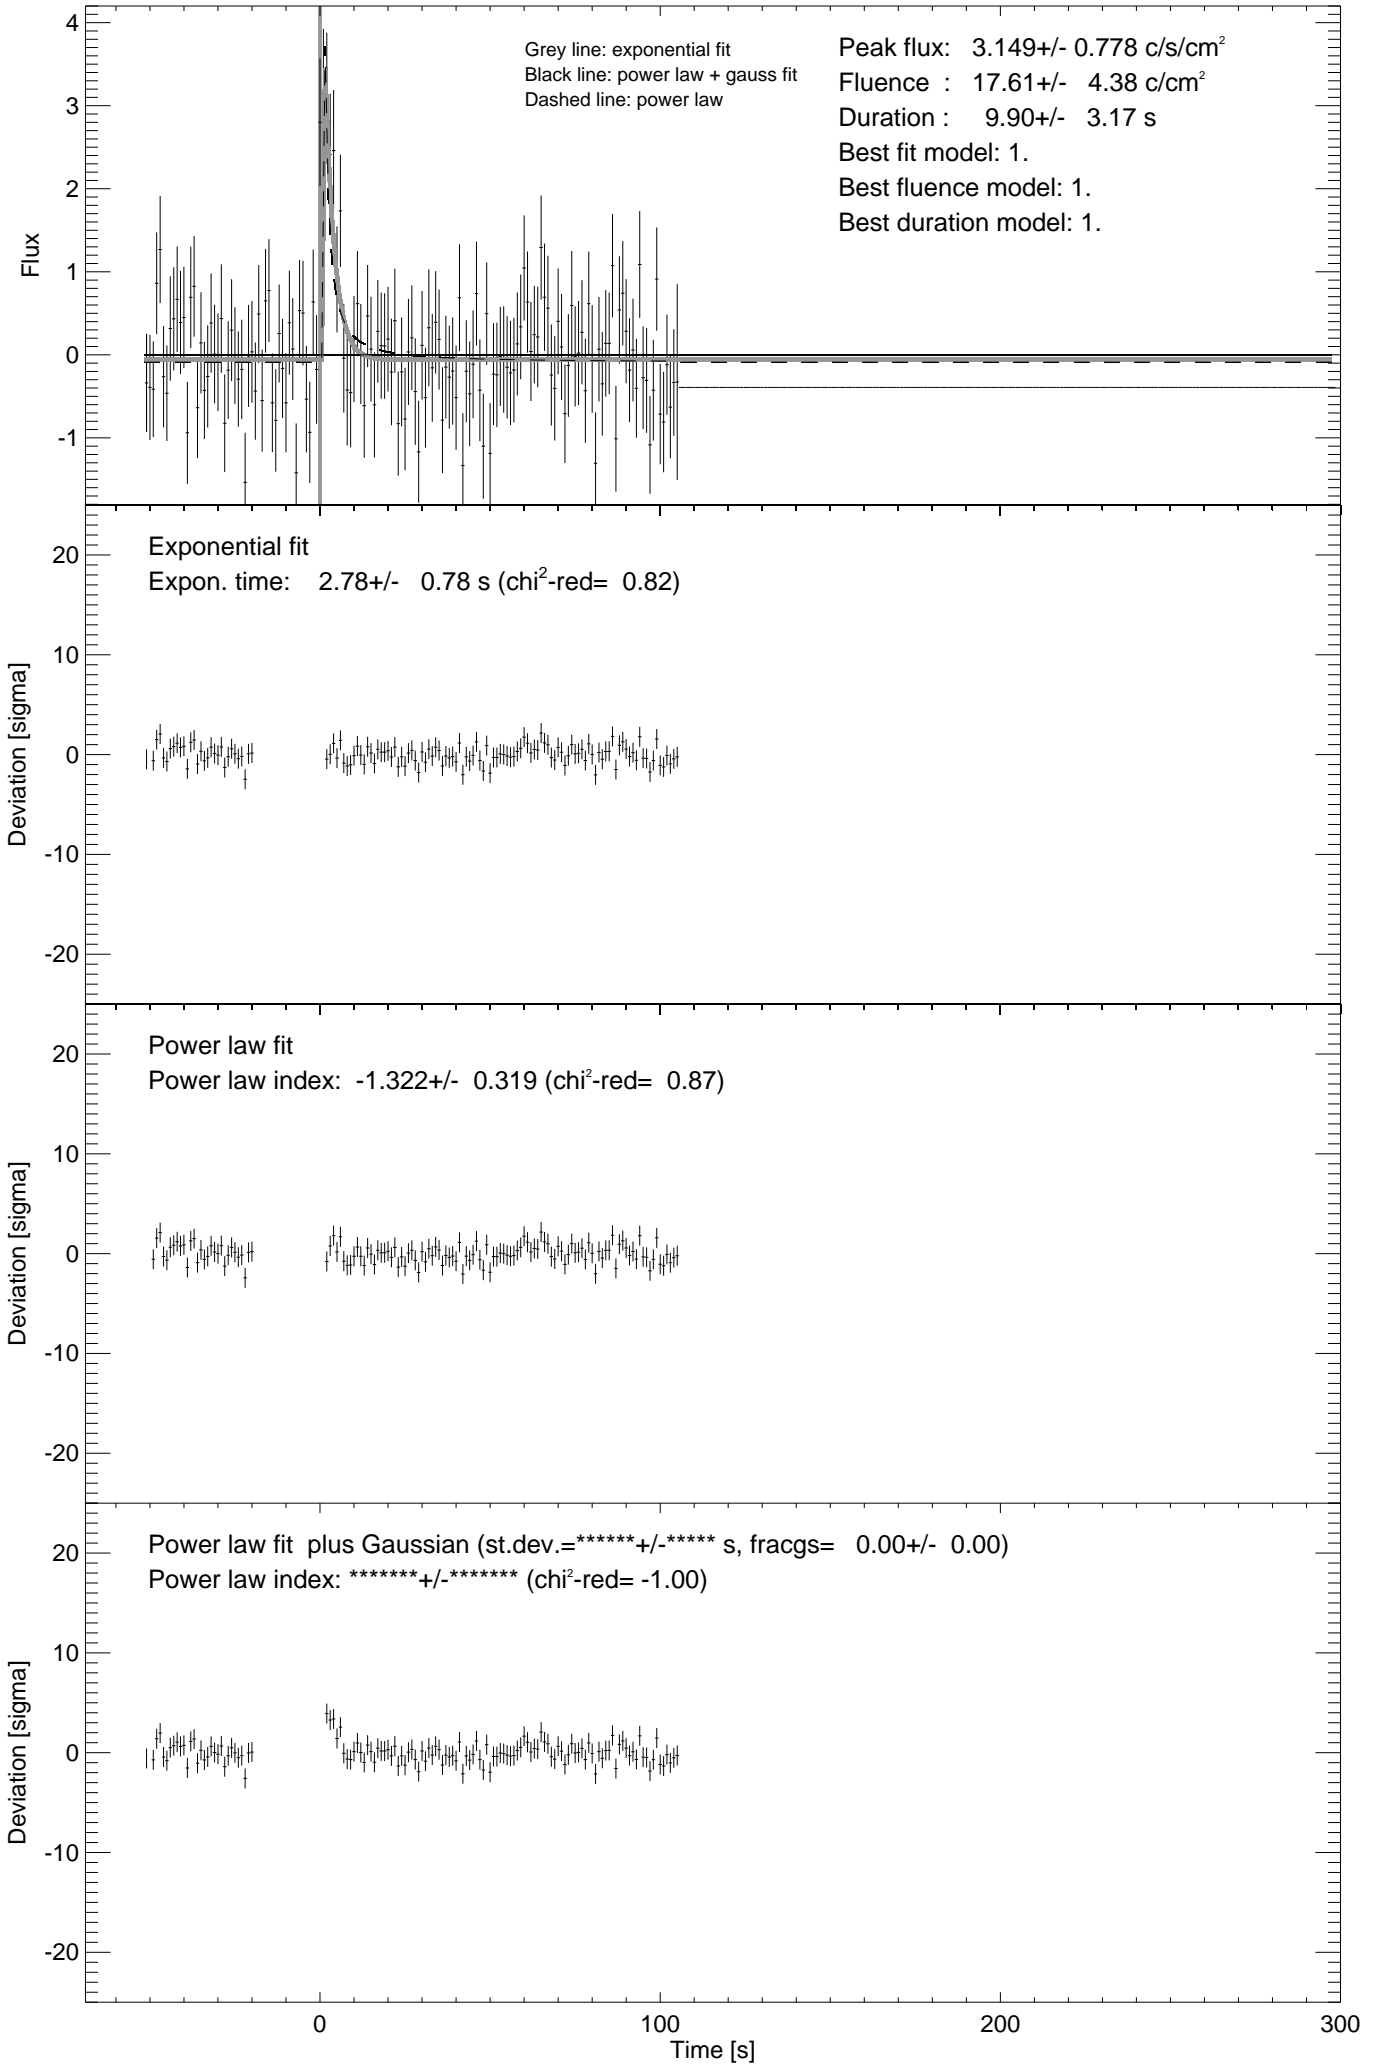 4
3
2
1
0
-1
Flux
Grey line: exponential fit
Black line: power law + gauss fit
Dashed line: power law
Peak flux: 3.149+/- 0.778 c/s/cm²
Fluence : 17.61+/- 4.38 c/cm²
Duration : 9.90+/- 3.17 s
Best fit model: 1.
Best fluence model: 1.
Best duration model: 1.
20
10
0
-10
-20
Deviation [sigma]
Exponential fit
Expon. time: 2.78+/- 0.78 s (chi²-red= 0.82)
20
10
0
-10
-20
Deviation [sigma]
Power law fit
Power law index: -1.322+/- 0.319 (chi²-red= 0.87)
20
10
0
-10
-20
Deviation [sigma]
Power law fit plus Gaussian (st.dev.=******+/-***** s, fracgs= 0.00+/- 0.00)
Power law index: *******+/-******* (chi²-red= -1.00)
0
100
200
300
Time [s]